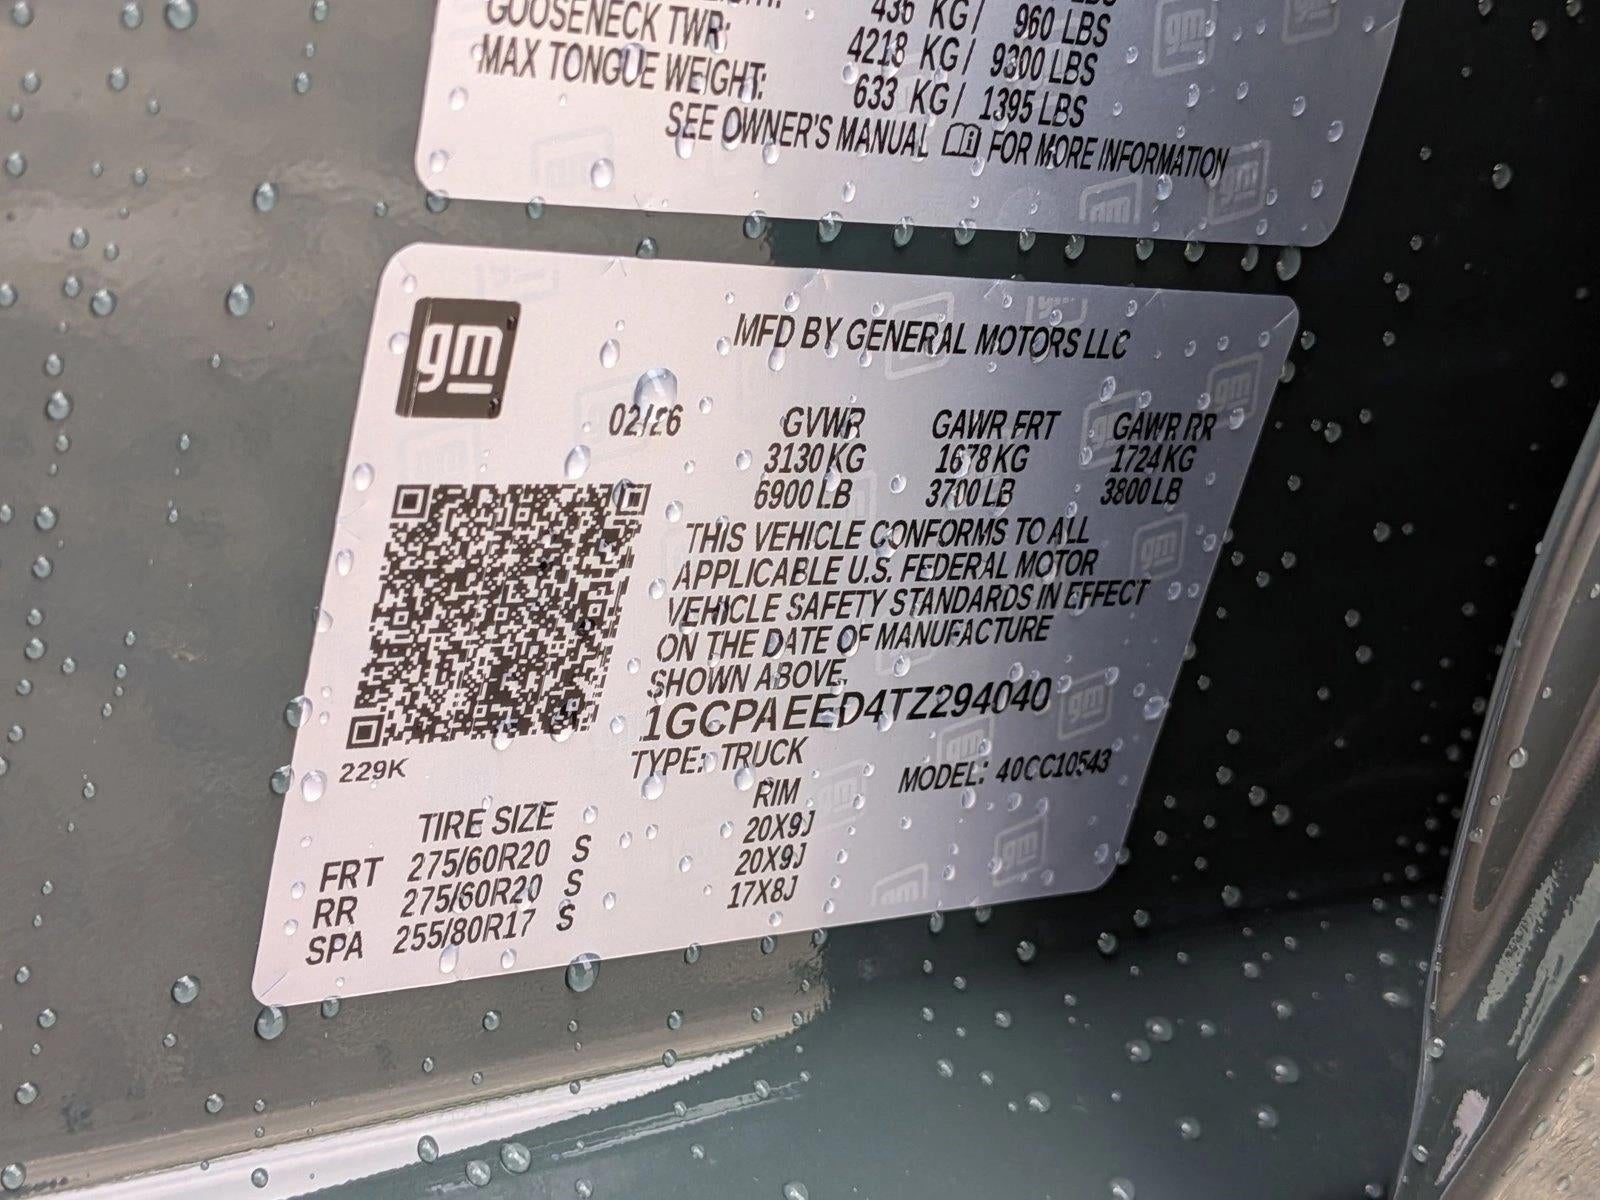 436 KG/ 960 LBS
GOOSENECK TWR: 4218 KG/ 9300 LBS
MAX TONGUE WEIGHT: 633 KG/ 1395 LBS
SEE OWNER'S MANUAL FOR MORE INFORMATION
gm
MFD BY GENERAL MOTORS LLC
02/26 GVWR GAWR FRT GAWR RR
3130 KG 1678 KG 1724 KG
6900 LB 3700 LB 3800 LB
THIS VEHICLE CONFORMS TO ALL
APPLICABLE U.S. FEDERAL MOTOR
VEHICLE SAFETY STANDARDS IN EFFECT
ON THE DATE OF MANUFACTURE
SHOWN ABOVE.
1GCPAEED4TZ294040
229K
TYPE: TRUCK MODEL: 40CC10543
TIRE SIZE RIM
FRT 275/60R20 S 20X9J
RR 275/60R20 S 20X9J
SPA 255/80R17 S 17X8J